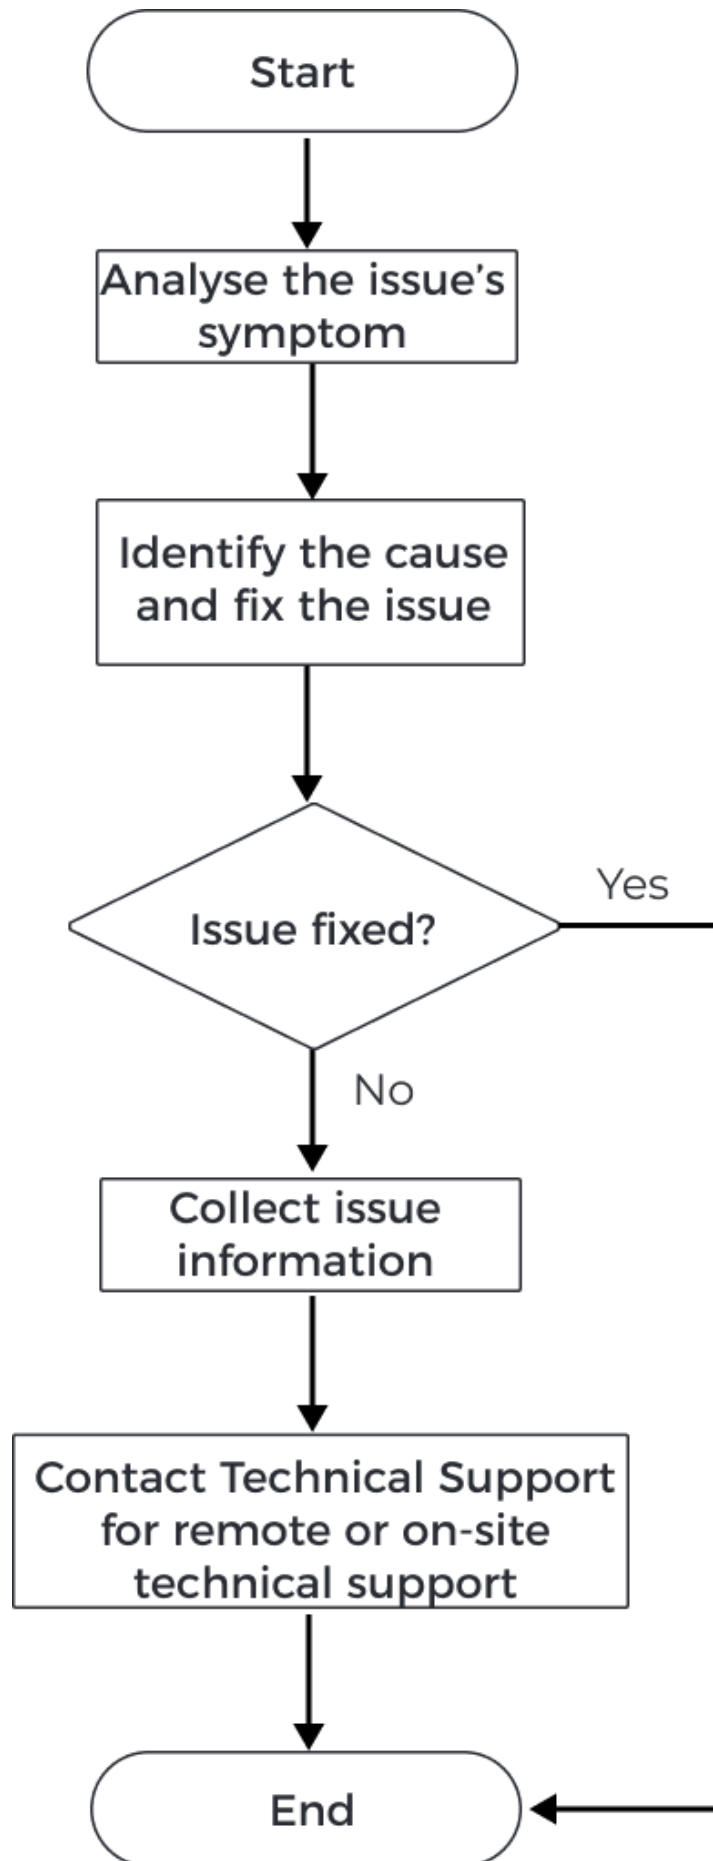 Start
Analyse the issue’s
symptom
Identify the cause
and fix the issue
Issue fixed?
Yes
No
Collect issue
information
Contact Technical Support
for remote or on-site
technical support
End